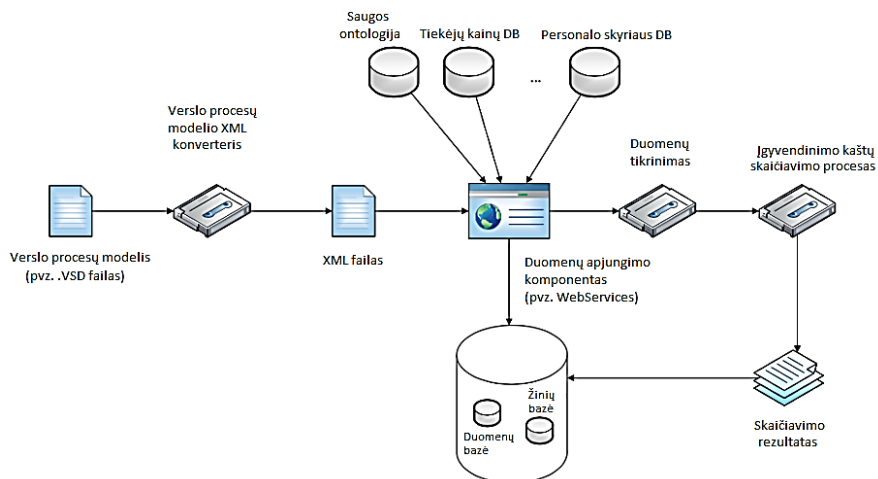 Saugos
ontologija
Tiekėjų kainų DB
Personalo skyriaus DB
...
Verslo procesų
modelio XML
konverteris
Duomenų
tikrinimas
Įgyvendinimo kaštų
skaičiavimo procesas
Verslo procesų modelis
(pvz. .VSD failas)
XML failas
Duomenų apjungimo
komponentas
(pvz. WebServices)
Duomenų
bazė
Žinių
bazė
Skaičiavimo
rezultatas